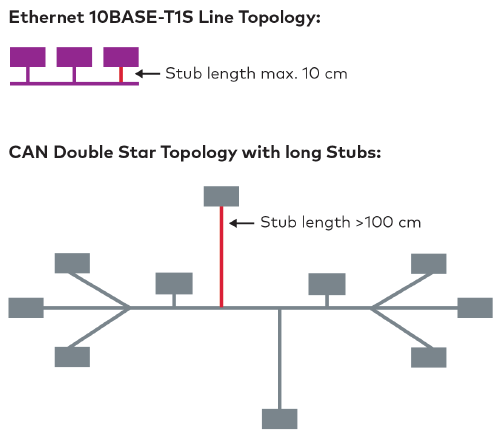 Ethernet 10BASE-T1S Line Topology:
Stub length max. 10 cm
CAN Double Star Topology with long Stubs:
Stub length >100 cm